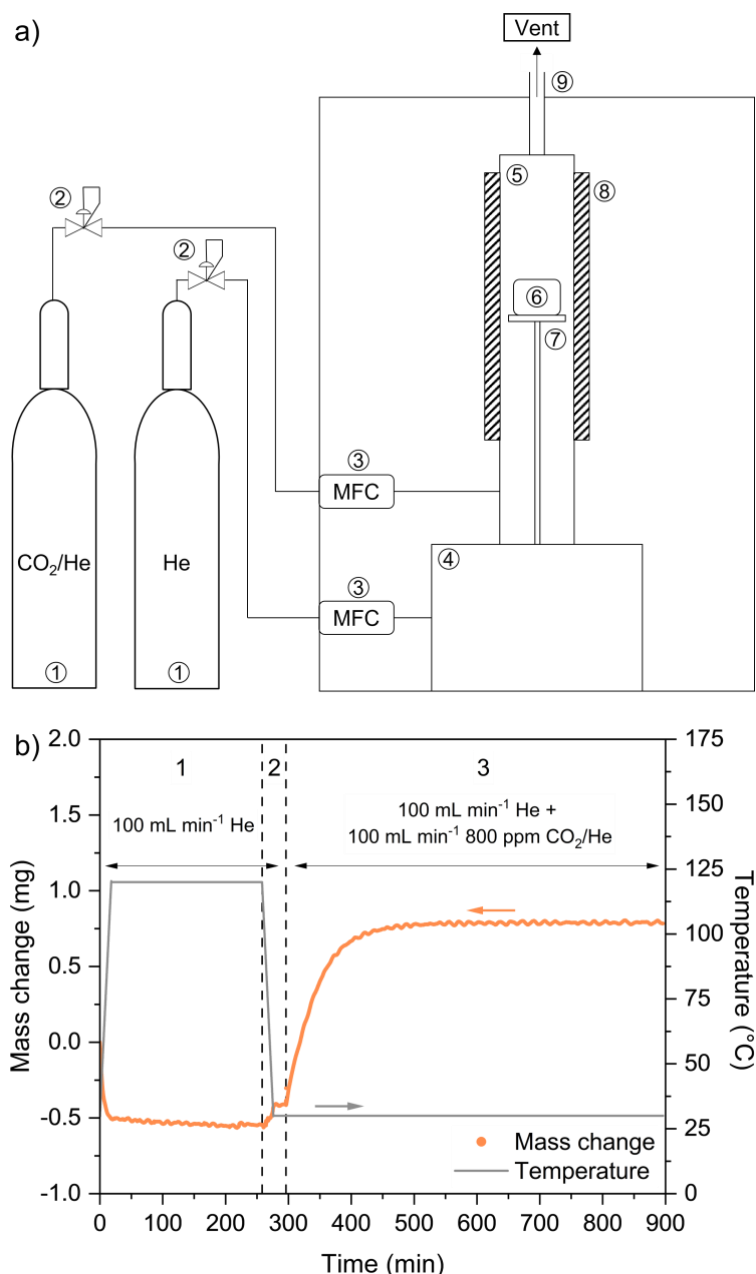 a)
Vent
⑨
⑤
⑧
②
②
⑥
⑦
③
MFC
CO₂/He
He
④
③
MFC
①
①
b)
2.0
1.5
1.0
0.5
0.0
-0.5
-1.0
Mass change (mg)
175
150
125
100
75
50
25
0
Temperature (°C)
1
2
3
100 mL min⁻¹ He
100 mL min⁻¹ He +
100 mL min⁻¹ 800 ppm CO₂/He
Mass change
Temperature
0 100 200 300 400 500 600 700 800 900
Time (min)